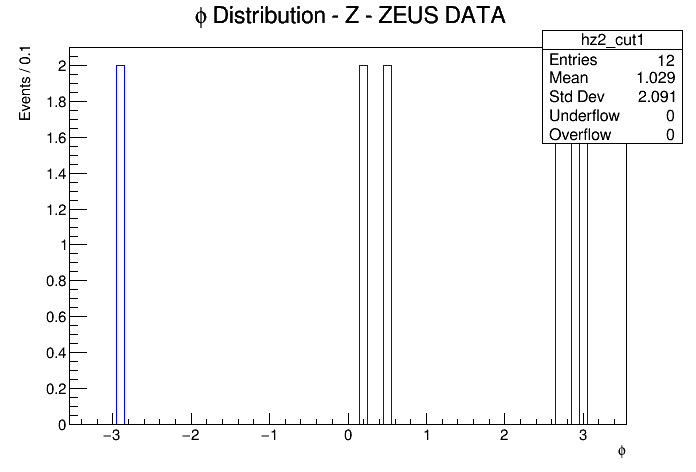 ϕ Distribution - Z - ZEUS DATA
hz2_cut1
Entries 12
Mean 1.029
Std Dev 2.091
Underflow 0
Overflow 0
Events / 0.1
2
1.8
1.6
1.4
1.2
1
0.8
0.6
0.4
0.2
0
−3 −2 −1 0 1 2 3
ϕ